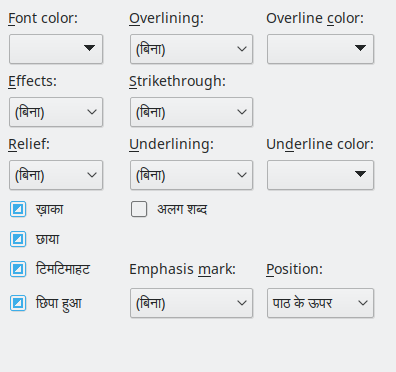 Font color: Overlining: Overline color:
(बिना)
Effects: Strikethrough:
(बिना) (बिना)
Relief: Underlining: Underline color:
(बिना) (बिना)
ख़ाका अलग शब्द
छाया
टिमटिमाहट Emphasis mark: Position:
छिपा हुआ (बिना) पाठ के ऊपर